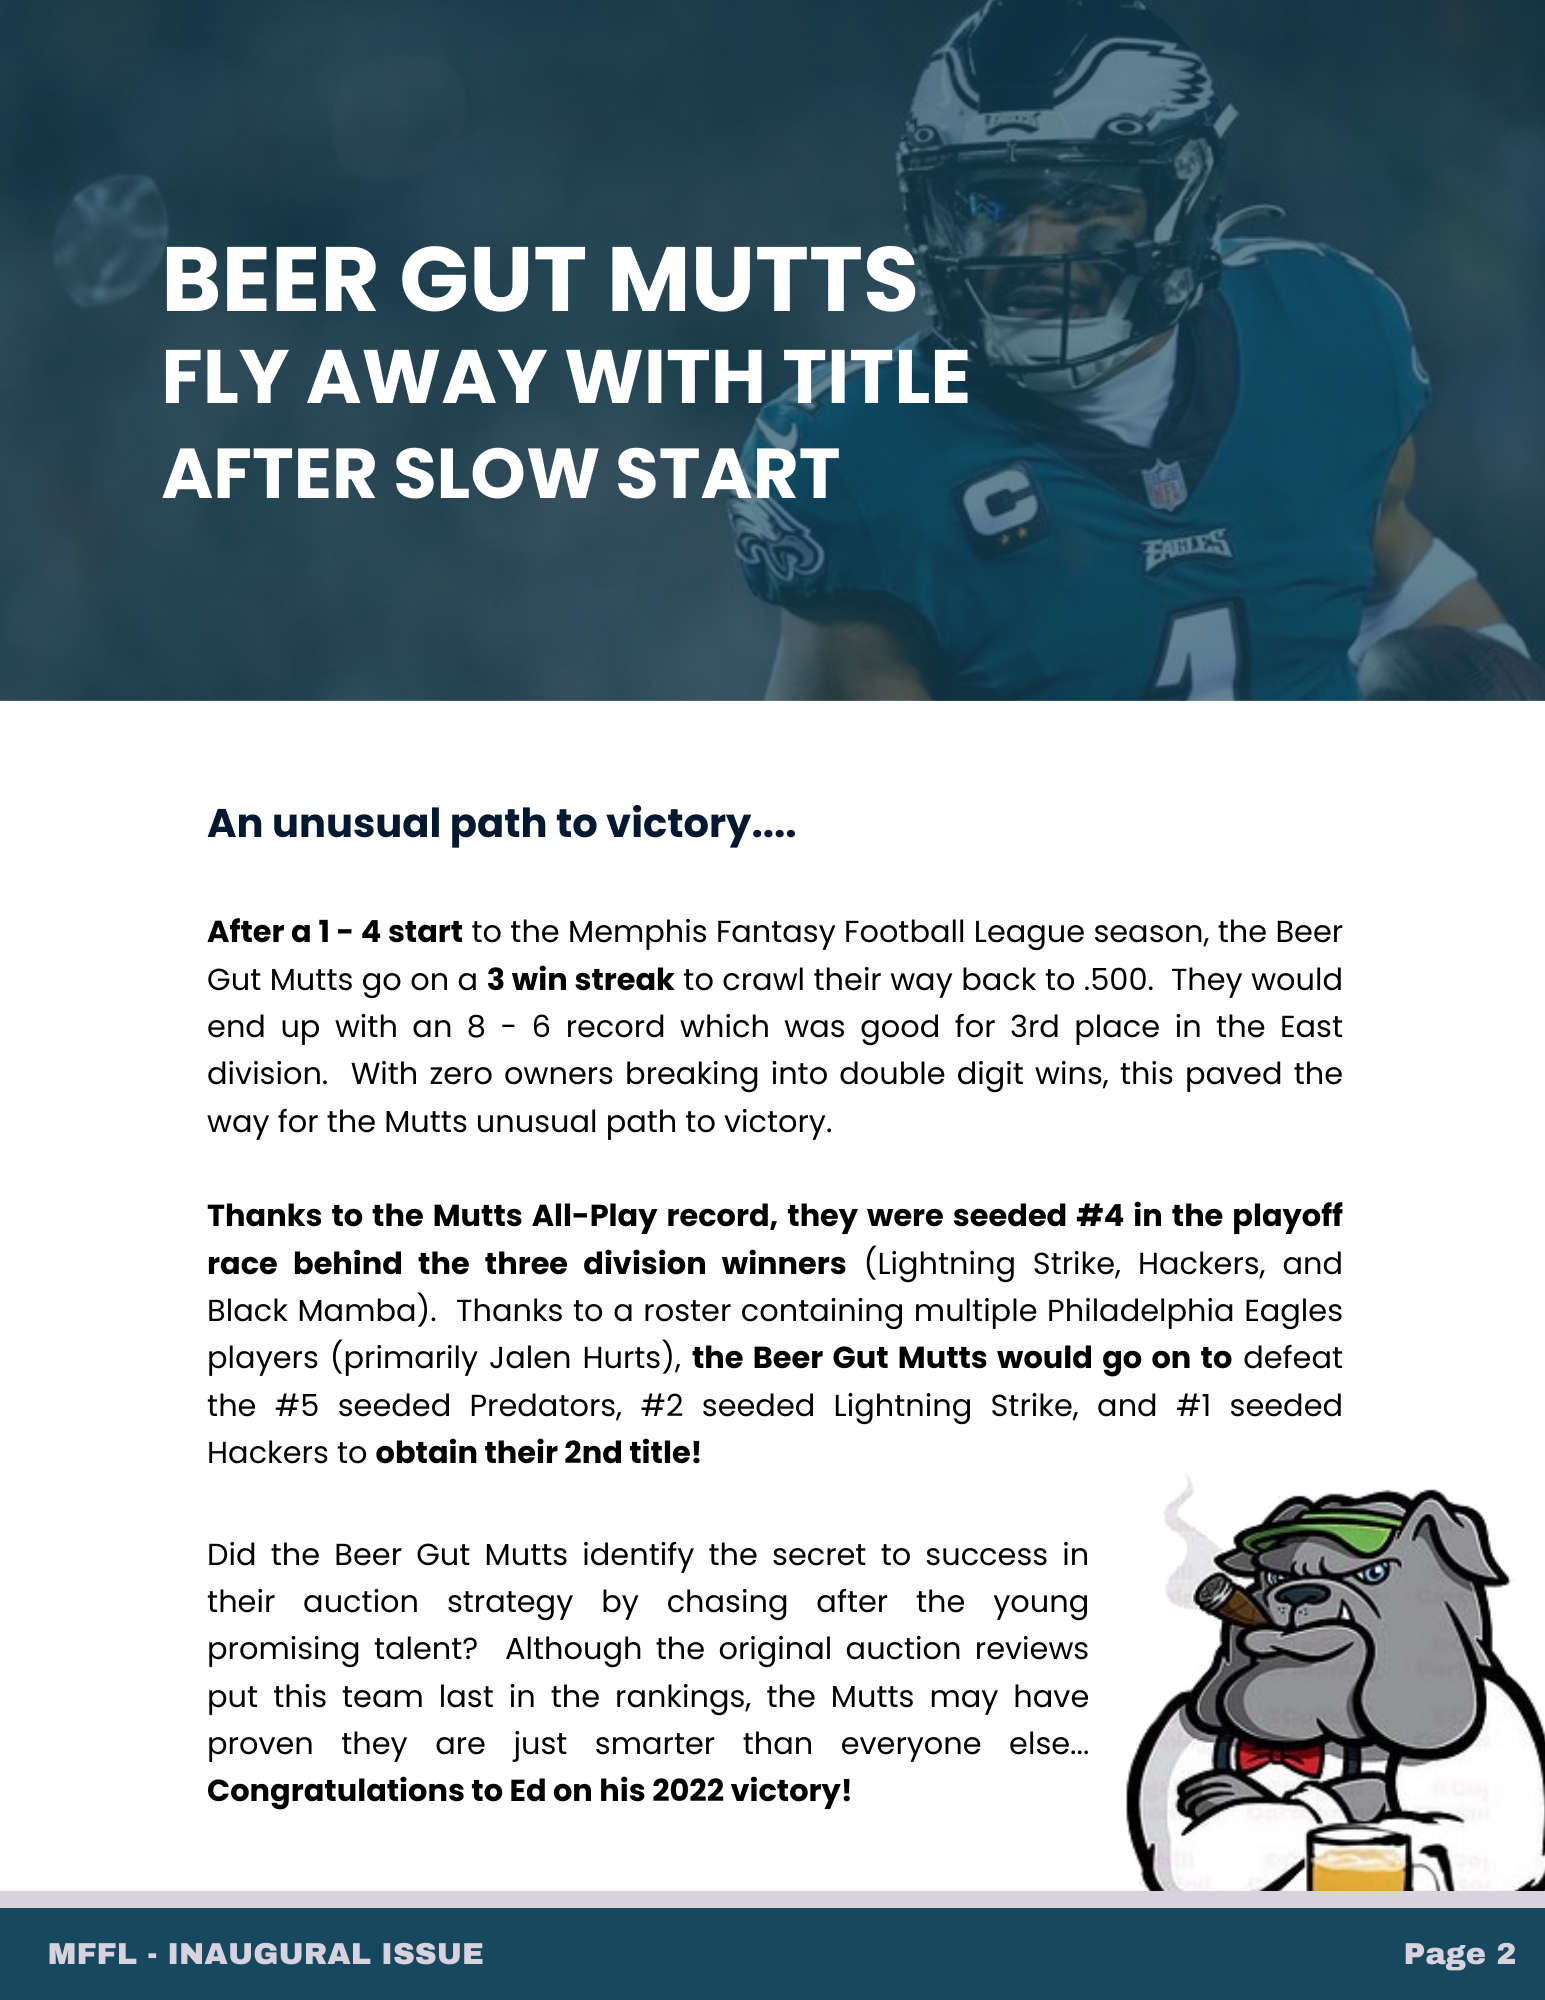 BEER GUT MUTTS
FLY AWAY WITH TITLE
AFTER SLOW START
C
NFL
EAGLES
1
An unusual path to victory....
After a 1 - 4 start to the Memphis Fantasy Football League season, the Beer
Gut Mutts go on a 3 win streak to crawl their way back to .500.  They would
end up with an 8 - 6 record which was good for 3rd place in the East
division.  With zero owners breaking into double digit wins, this paved the
way for the Mutts unusual path to victory.
Thanks to the Mutts All-Play record, they were seeded #4 in the playoff
race behind the three division winners (Lightning Strike, Hackers, and
Black Mamba).  Thanks to a roster containing multiple Philadelphia Eagles
players (primarily Jalen Hurts), the Beer Gut Mutts would go on to defeat
the #5 seeded Predators, #2 seeded Lightning Strike, and #1 seeded
Hackers to obtain their 2nd title!
Did the Beer Gut Mutts identify the secret to success in
their auction strategy by chasing after the young
promising talent?  Although the original auction reviews
put this team last in the rankings, the Mutts may have
proven they are just smarter than everyone else...
Congratulations to Ed on his 2022 victory!
MFFL - INAUGURAL ISSUE
Page 2